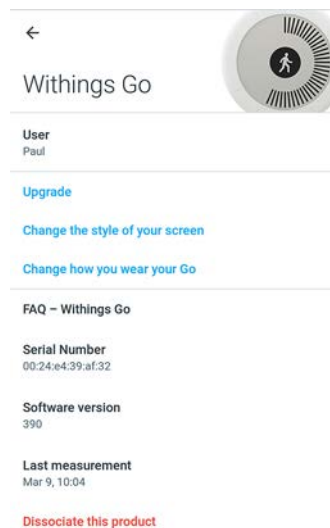 Withings Go
User
Paul
Upgrade
Change the style of your screen
Change how you wear your Go
FAQ – Withings Go
Serial Number
00:24:e4:39:af:32
Software version
390
Last measurement
Mar 9, 10:04
Dissociate this product